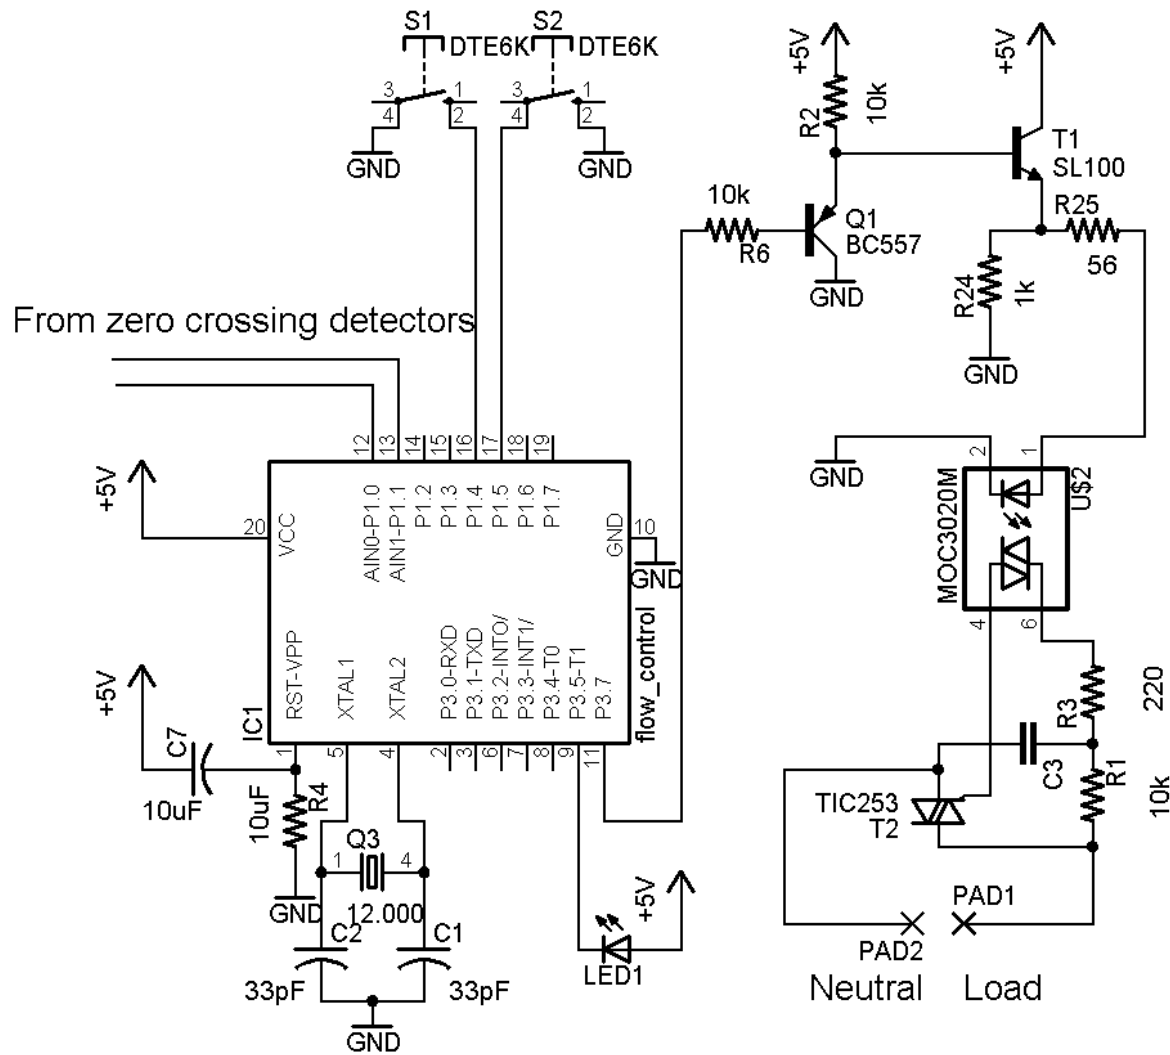 S1
DTE6K
3
4
1
2
GND
S2
DTE6K
3
4
1
2
GND
+5V
R2
10k
+5V
T1
SL100
10k
R6
Q1
BC557
GND
R25
56
R24
1k
GND
From zero crossing detectors
12
13
14
15
16
17
18
19
AIN0-P1.0
AIN1-P1.1
P1.2
P1.3
P1.4
P1.5
P1.6
P1.7
+5V
20
VCC
GND
10
GND
RST-VPP
XTAL1
XTAL2
P3.0-RXD
P3.1-TXD
P3.2-INTO/
P3.3-INT1/
P3.4-T0
P3.5-T1
P3.7
IC1
flow_control
1
5
4
2
3
6
7
8
9
11
+5V
C7
10uF
10uF
R4
GND
Q3
1
4
12.000
C2
C1
33pF
33pF
GND
+5V
LED1
GND
2
1
U$2
MOC3020M
4
6
R3
220
C3
R1
10k
TIC253
T2
PAD1
PAD2
Neutral
Load